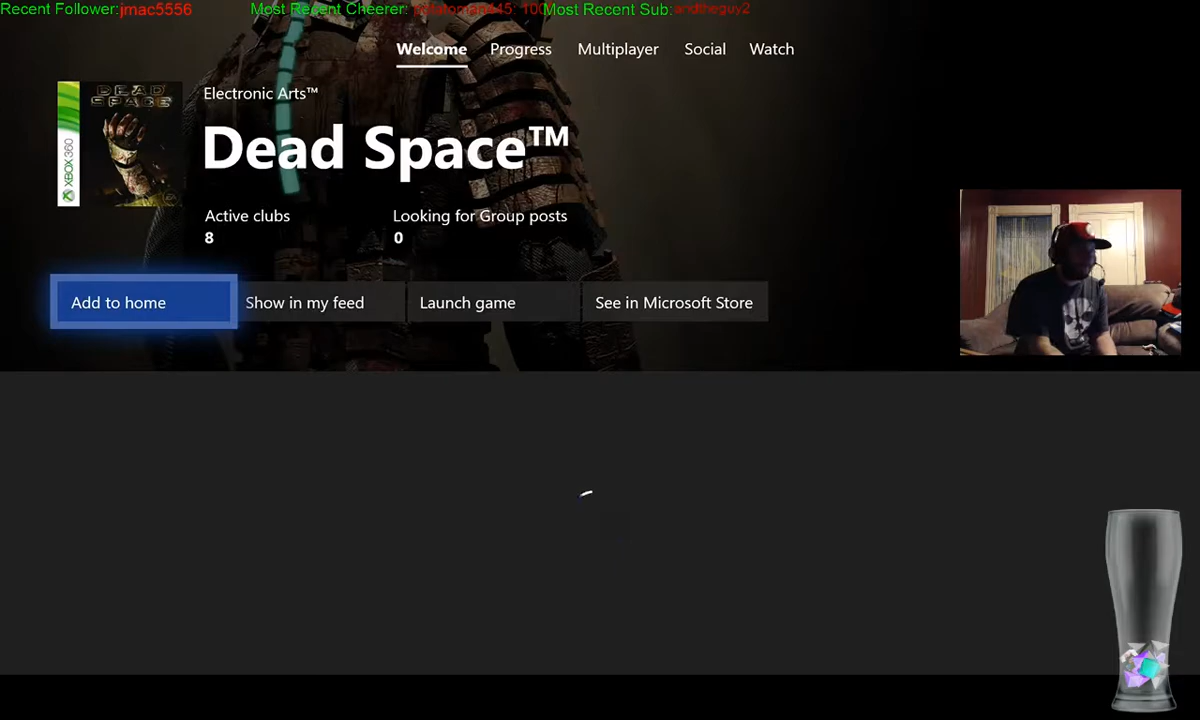 Recent Follower:jmac5556 Most Recent Cheerer: 100 Most Recent Sub:andtheguy2
Welcome Progress Multiplayer Social Watch
DEAD SPACE
XBOX 360
Electronic Arts™
Dead Space™
Active clubs Looking for Group posts
8 0
Add to home Show in my feed Launch game See in Microsoft Store